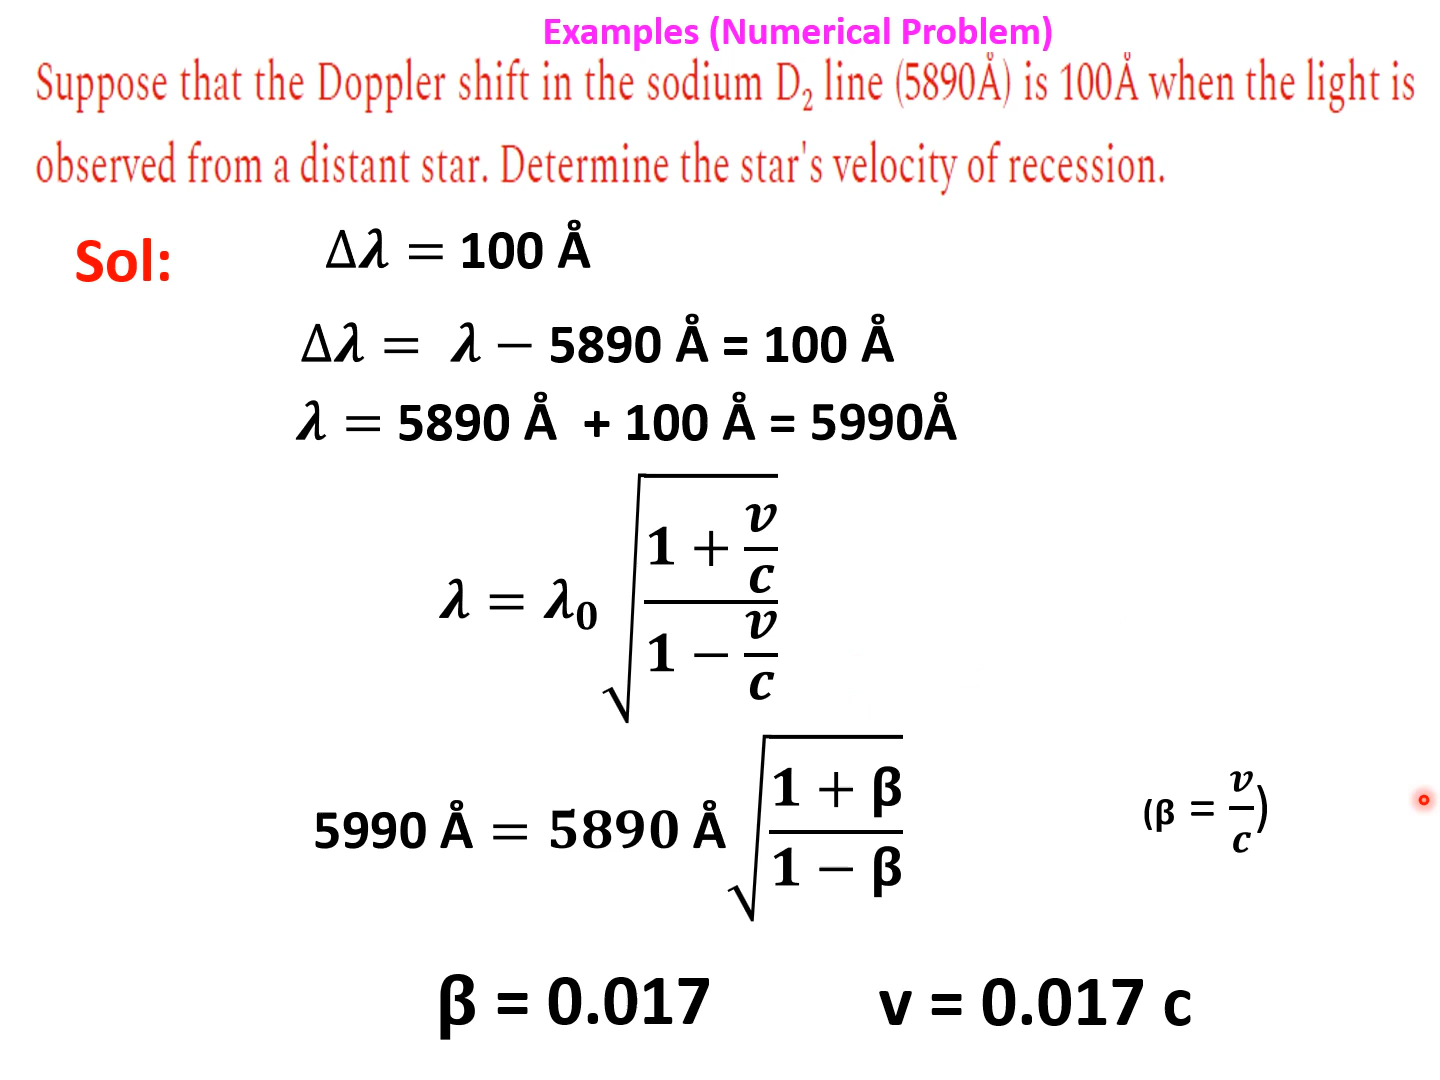 Examples (Numerical Problem)
Suppose that the Doppler shift in the sodium D₂ line (5890Å) is 100Å when the light is
observed from a distant star. Determine the star's velocity of recession.
Sol: Δλ = 100 Å
Δλ = λ − 5890 Å = 100 Å
λ = 5890 Å + 100 Å = 5990Å
λ = λ₀ √((1 + v/c)/(1 − v/c))
5990 Å = 5890 Å √((1 + β)/(1 − β)) (β = v/c)
β = 0.017 v = 0.017 c